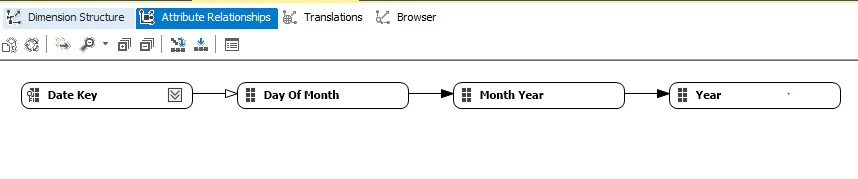 Dimension Structure Attribute Relationships Translations Browser
Date Key Day Of Month Month Year Year